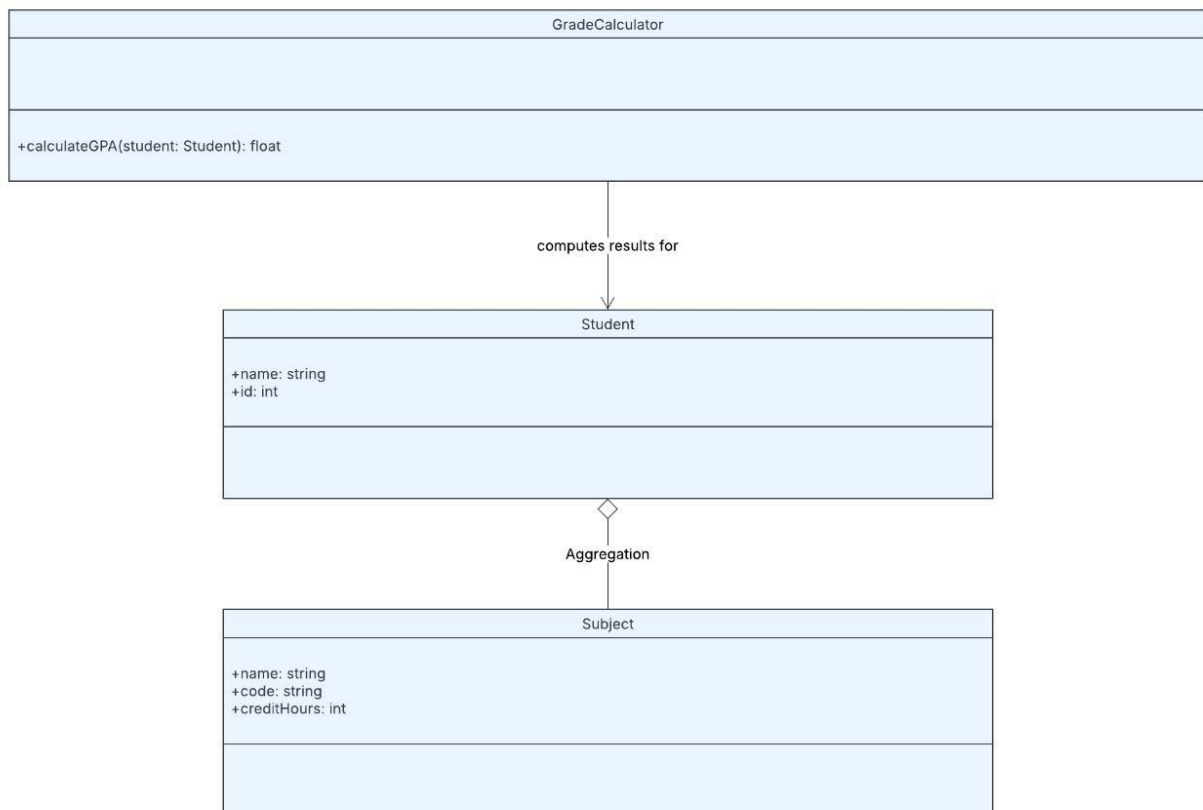 GradeCalculator
+calculateGPA(student: Student): float
computes results for
Student
+name: string
+id: int
Aggregation
Subject
+name: string
+code: string
+creditHours: int